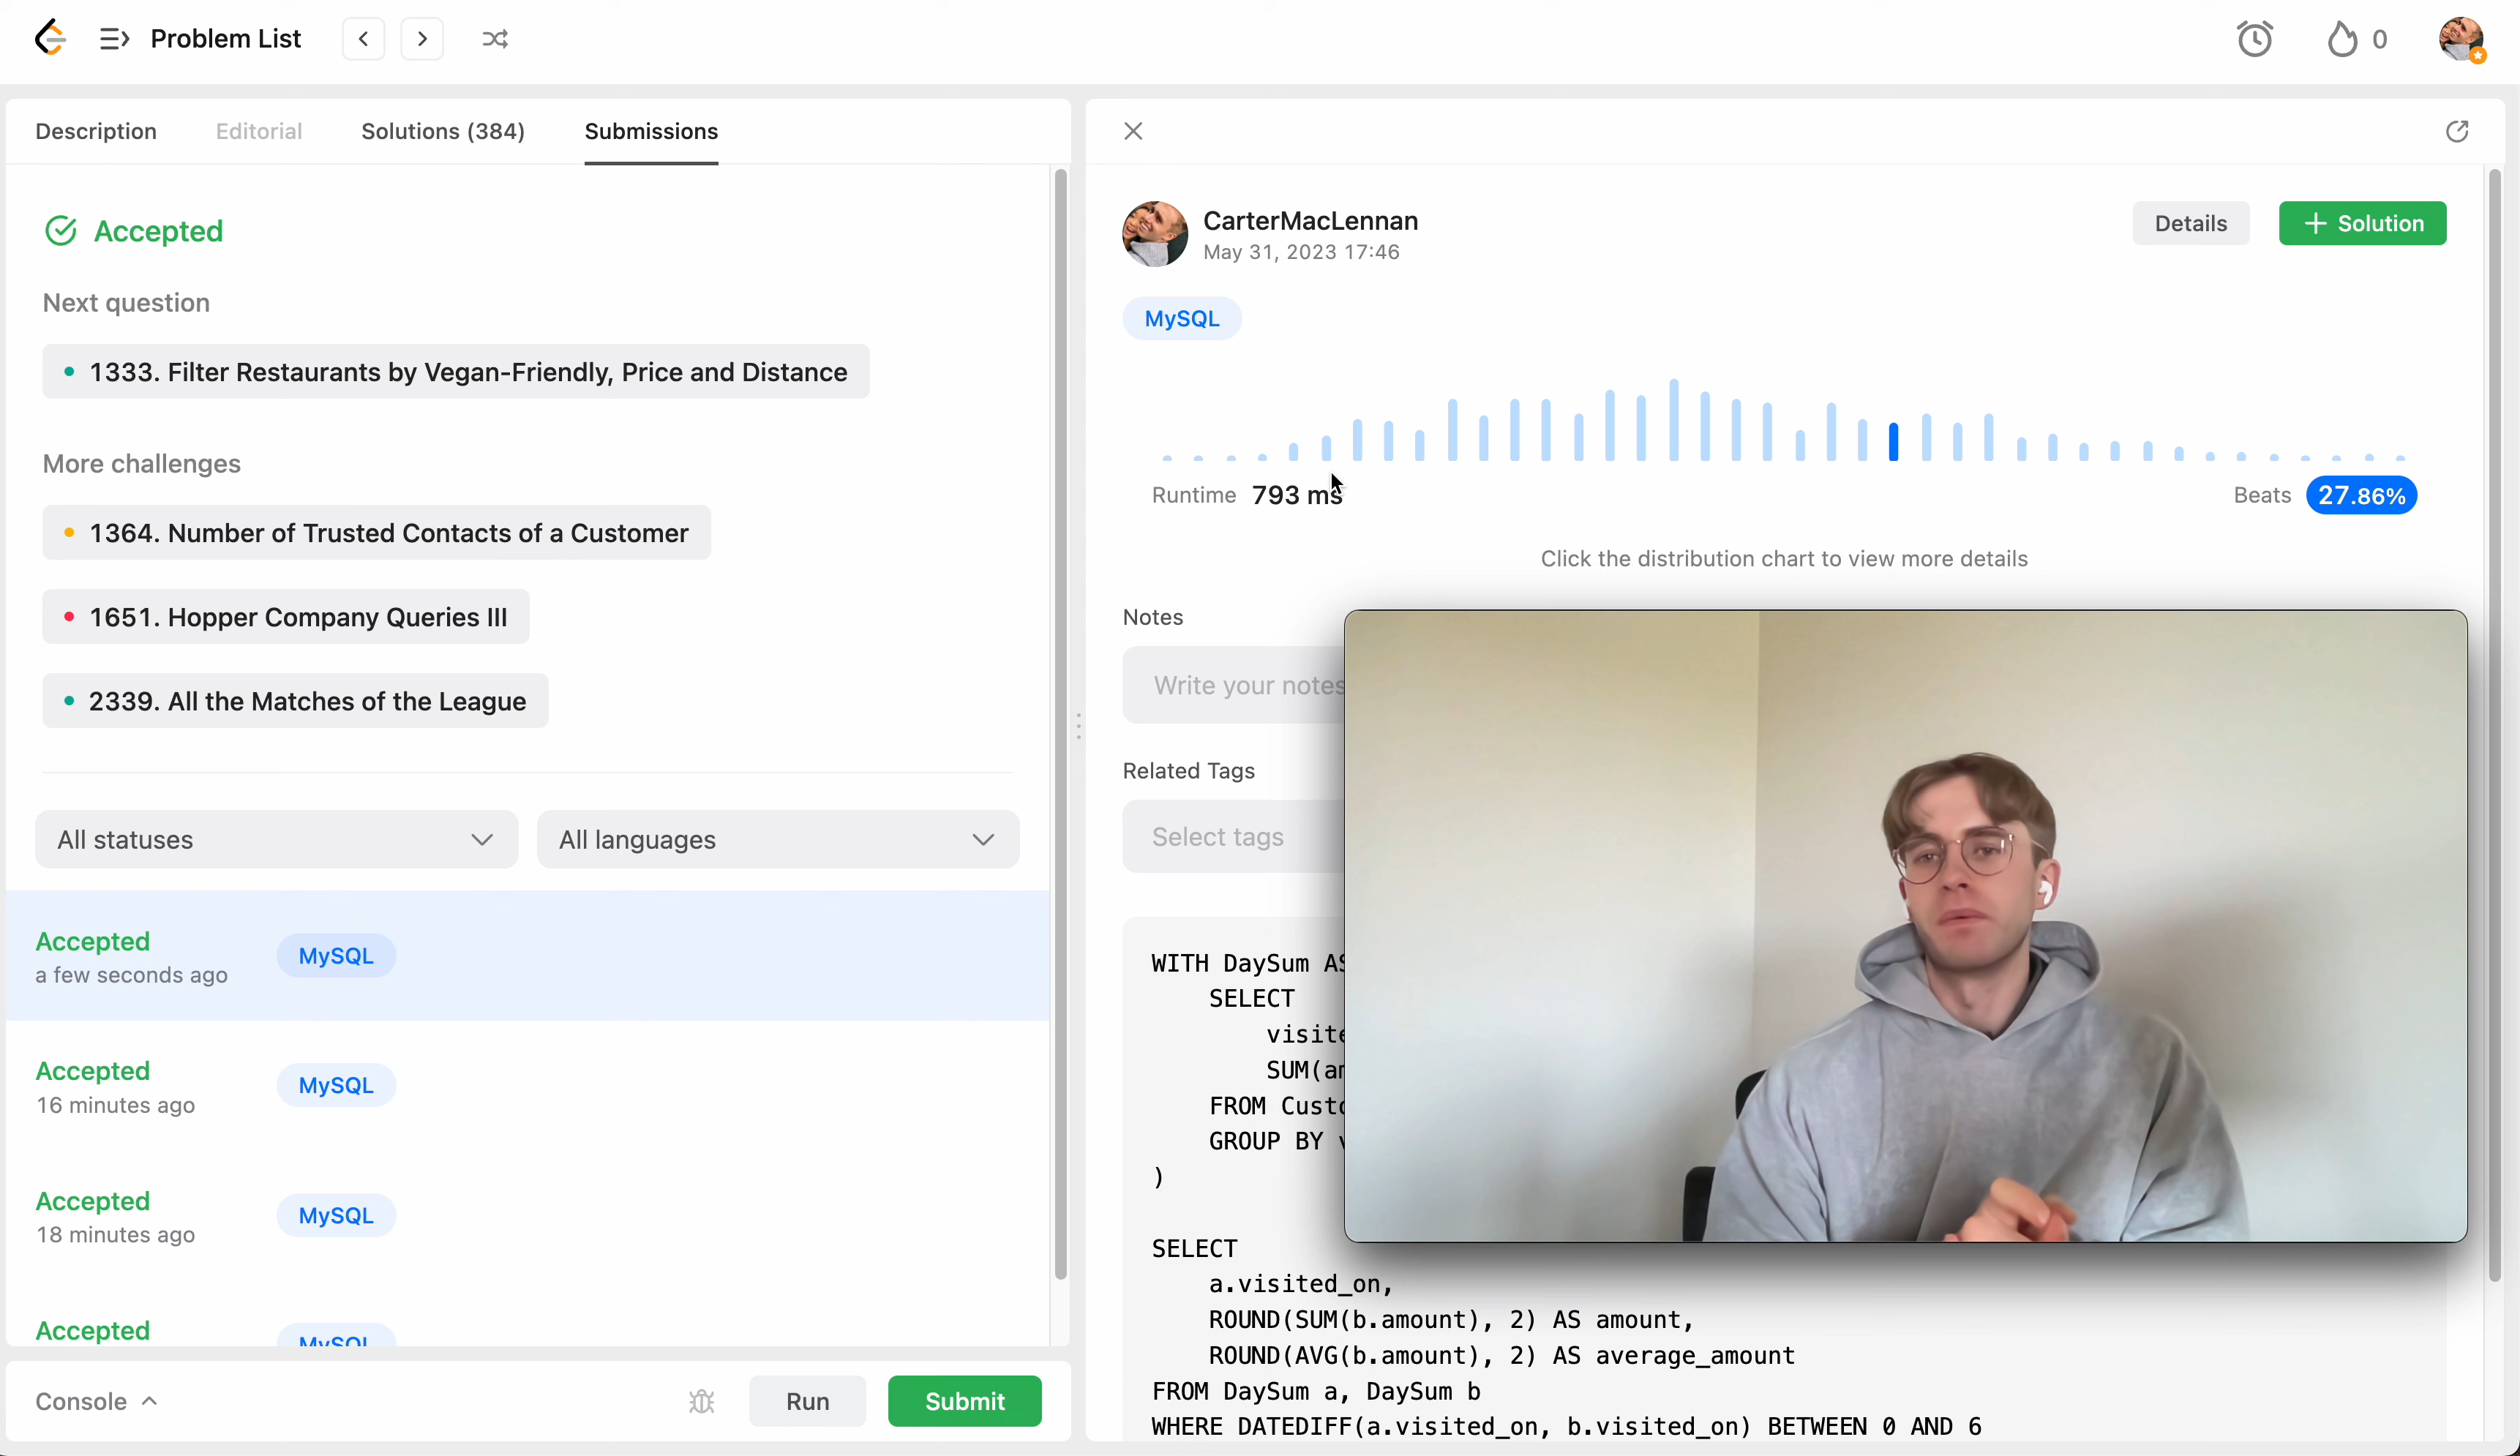 Problem List
0
Description
Editorial
Solutions (384)
Submissions
Accepted
Next question
1333. Filter Restaurants by Vegan-Friendly, Price and Distance
More challenges
1364. Number of Trusted Contacts of a Customer
1651. Hopper Company Queries III
2339. All the Matches of the League
All statuses
All languages
Accepted
a few seconds ago
MySQL
Accepted
16 minutes ago
MySQL
Accepted
18 minutes ago
MySQL
Accepted
MySQL
Console
Run
Submit
CarterMacLennan
May 31, 2023 17:46
Details
+ Solution
MySQL
Runtime 793 ms
Beats 27.86%
Click the distribution chart to view more details
Notes
Write your notes
Related Tags
Select tags
WITH DaySum AS
SELECT
visite
SUM(am
FROM Custo
GROUP BY v
)
SELECT
a.visited_on,
ROUND(SUM(b.amount), 2) AS amount,
ROUND(AVG(b.amount), 2) AS average_amount
FROM DaySum a, DaySum b
WHERE DATEDIFF(a.visited_on, b.visited_on) BETWEEN 0 AND 6